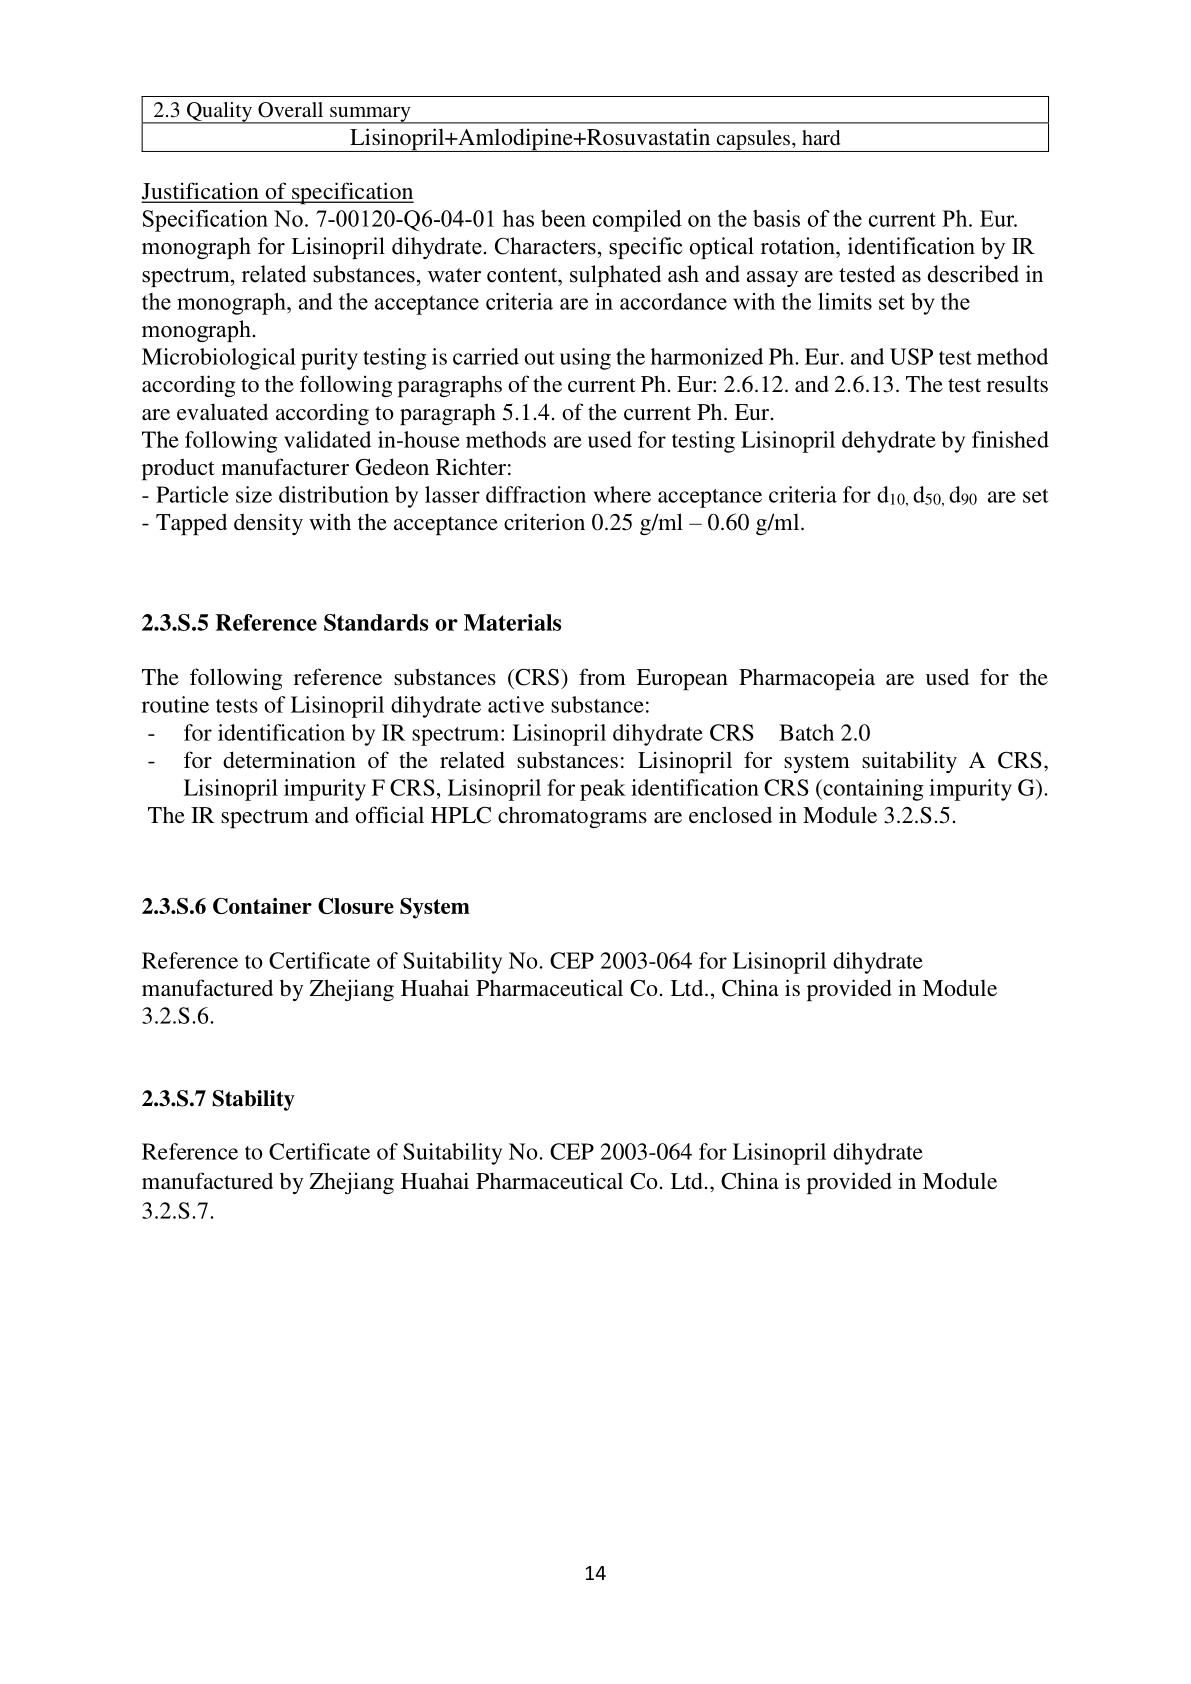 2.3 Quality Overall summary
Lisinopril+Amlodipine+Rosuvastatin capsules, hard
Justification of specification
Specification No. 7-00120-Q6-04-01 has been compiled on the basis of the current Ph. Eur.
monograph for Lisinopril dihydrate. Characters, specific optical rotation, identification by IR
spectrum, related substances, water content, sulphated ash and assay are tested as described in
the monograph, and the acceptance criteria are in accordance with the limits set by the
monograph.
Microbiological purity testing is carried out using the harmonized Ph. Eur. and USP test method
according to the following paragraphs of the current Ph. Eur: 2.6.12. and 2.6.13. The test results
are evaluated according to paragraph 5.1.4. of the current Ph. Eur.
The following validated in-house methods are used for testing Lisinopril dehydrate by finished
product manufacturer Gedeon Richter:
- Particle size distribution by lasser diffraction where acceptance criteria for d10, d50, d90 are set
- Tapped density with the acceptance criterion 0.25 g/ml – 0.60 g/ml.
2.3.S.5 Reference Standards or Materials
The following reference substances (CRS) from European Pharmacopeia are used for the
routine tests of Lisinopril dihydrate active substance:
- for identification by IR spectrum: Lisinopril dihydrate CRS Batch 2.0
- for determination of the related substances: Lisinopril for system suitability A CRS,
Lisinopril impurity F CRS, Lisinopril for peak identification CRS (containing impurity G).
The IR spectrum and official HPLC chromatograms are enclosed in Module 3.2.S.5.
2.3.S.6 Container Closure System
Reference to Certificate of Suitability No. CEP 2003-064 for Lisinopril dihydrate
manufactured by Zhejiang Huahai Pharmaceutical Co. Ltd., China is provided in Module
3.2.S.6.
2.3.S.7 Stability
Reference to Certificate of Suitability No. CEP 2003-064 for Lisinopril dihydrate
manufactured by Zhejiang Huahai Pharmaceutical Co. Ltd., China is provided in Module
3.2.S.7.
14